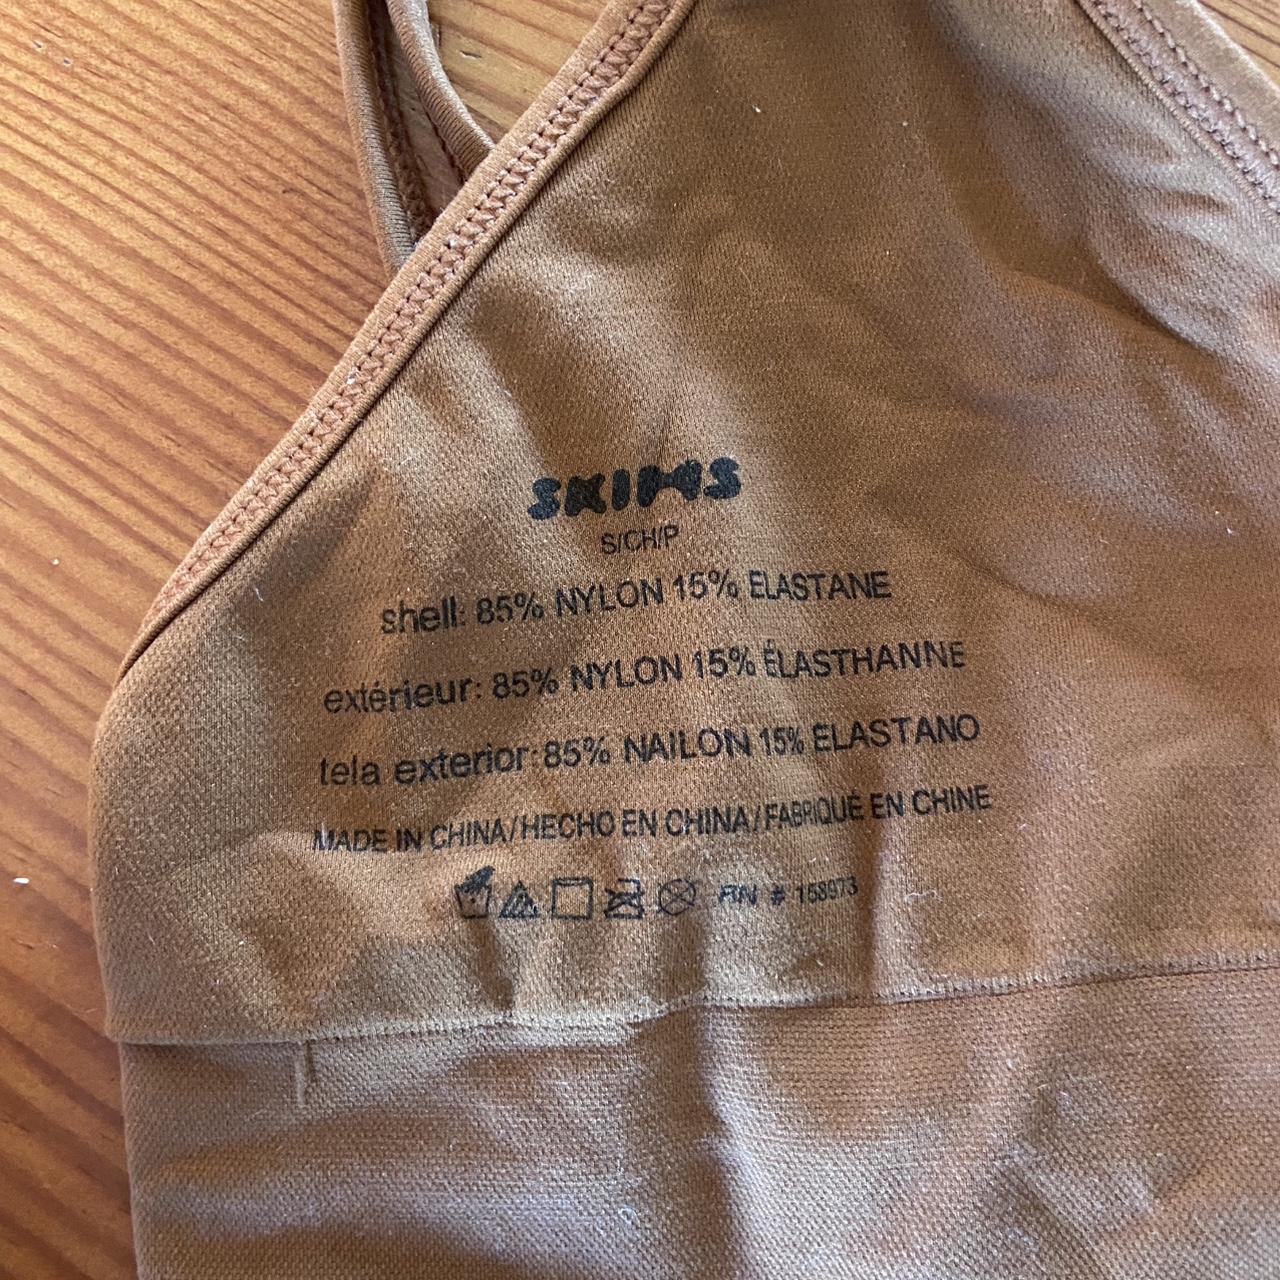 SKIMS
S/CH/P
shell: 85% NYLON 15% ELASTANE
extérieur: 85% NYLON 15% ÉLASTHANNE
tela exterior: 85% NAILON 15% ELASTANO
MADE IN CHINA/HECHO EN CHINA/FABRIQUÉ EN CHINE
RN # 158973